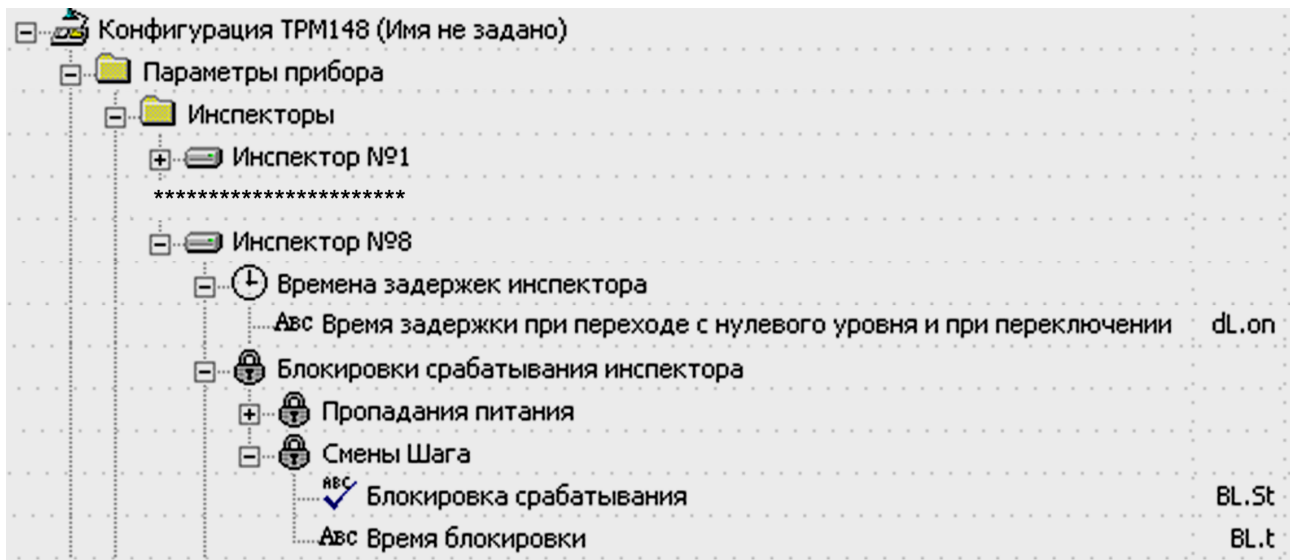 Конфигурация ТРМ148 (Имя не задано)
Параметры прибора
Инспекторы
Инспектор №1
***********************
Инспектор №8
Времена задержек инспектора
Авс Время задержки при переходе с нулевого уровня и при переключении dL.on
Блокировки срабатывания инспектора
Пропадания питания
Смены Шага
АВС Блокировка срабатывания BL.St
Авс Время блокировки BL.t